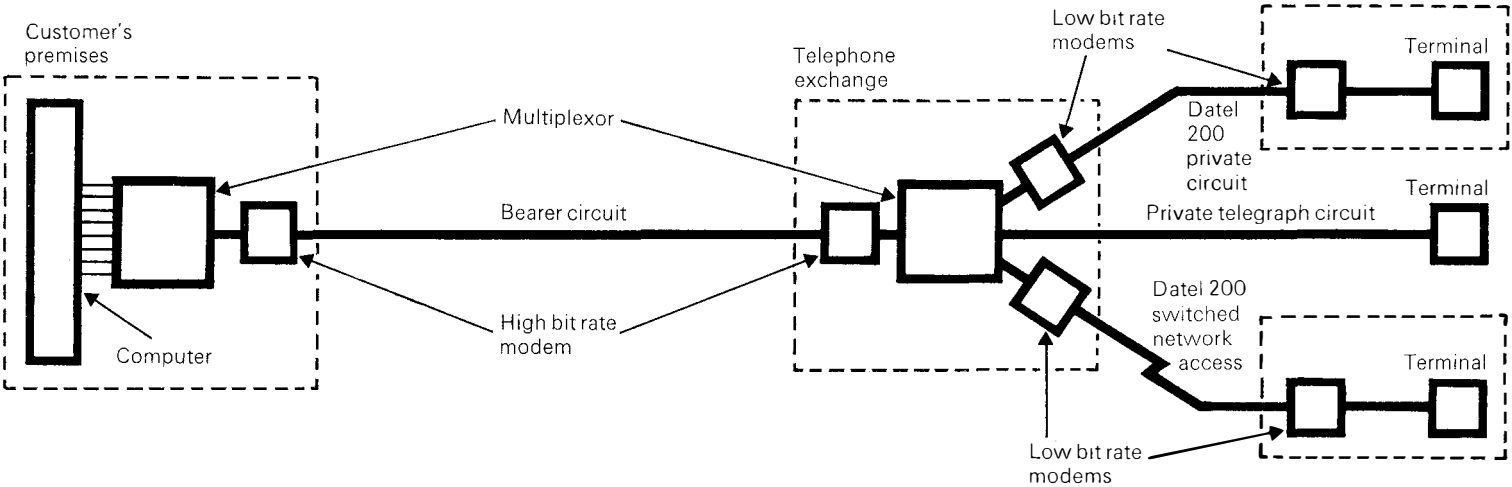 Customer's
premises
Telephone
exchange
Low bit rate
modems
Terminal
Multiplexor
Datel
200
private
circuit
Terminal
Bearer circuit
Private telegraph circuit
Datel 200
switched
network
access
High bit rate
modem
Computer
Terminal
Low bit rate
modems